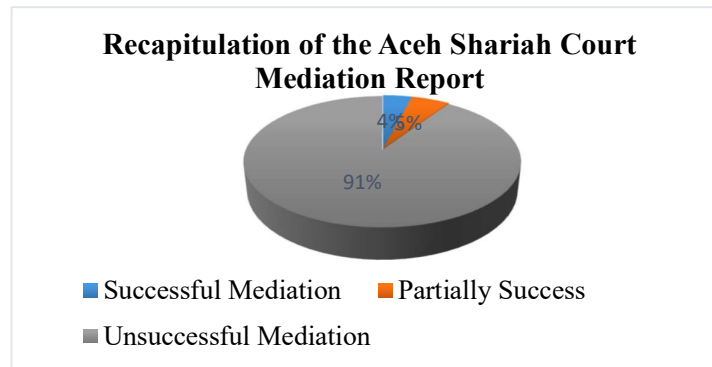 Recapitulation of the Aceh Shariah Court
Mediation Report
4%
5%
91%
Successful Mediation
Partially Success
Unsuccessful Mediation